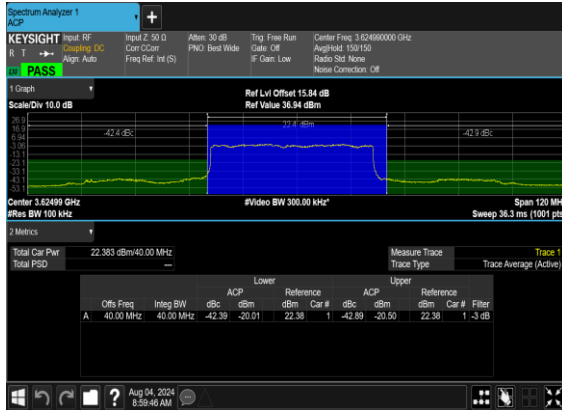 Spectrum Analyzer 1
ACP
KEYSIGHT Input: RF Input Z: 50 Ω Atten: 30 dB Trig: Free Run Center Freq: 3.624990000 GHz
R T Coupling: DC Corr CCorr PNO: Best Wide Gate: Off Avg|Hold: 150/150
Align: Auto Freq Ref: Int (S) IF Gain: Low Radio Std: None
PASS Noise Correction: Off
1 Graph Ref Lvl Offset 15.84 dB
Scale/Div 10.0 dB Ref Value 36.94 dBm
26.9 22.4 dBm
16.9 -42.4 dBc -42.9 dBc
6.94
-3.06
-13.1
-23.1
-33.1
-43.1
-53.1
Center 3.62499 GHz #Video BW 300.00 kHz* Span 120 MH
#Res BW 100 kHz Sweep 36.3 ms (1001 pts
2 Metrics
Total Car Pwr 22.383 dBm/40.00 MHz Measure Trace Trace 1
Total PSD --- Trace Type Trace Average (Active)
Lower Upper
ACP Reference ACP Reference
Offs Freq Integ BW dBc dBm dBm Car # dBc dBm dBm Car # Filter
A 40.00 MHz 40.00 MHz -42.39 -20.01 22.38 1 -42.89 -20.50 22.38 1 -3 dB
? Aug 04, 2024
8:59:46 AM